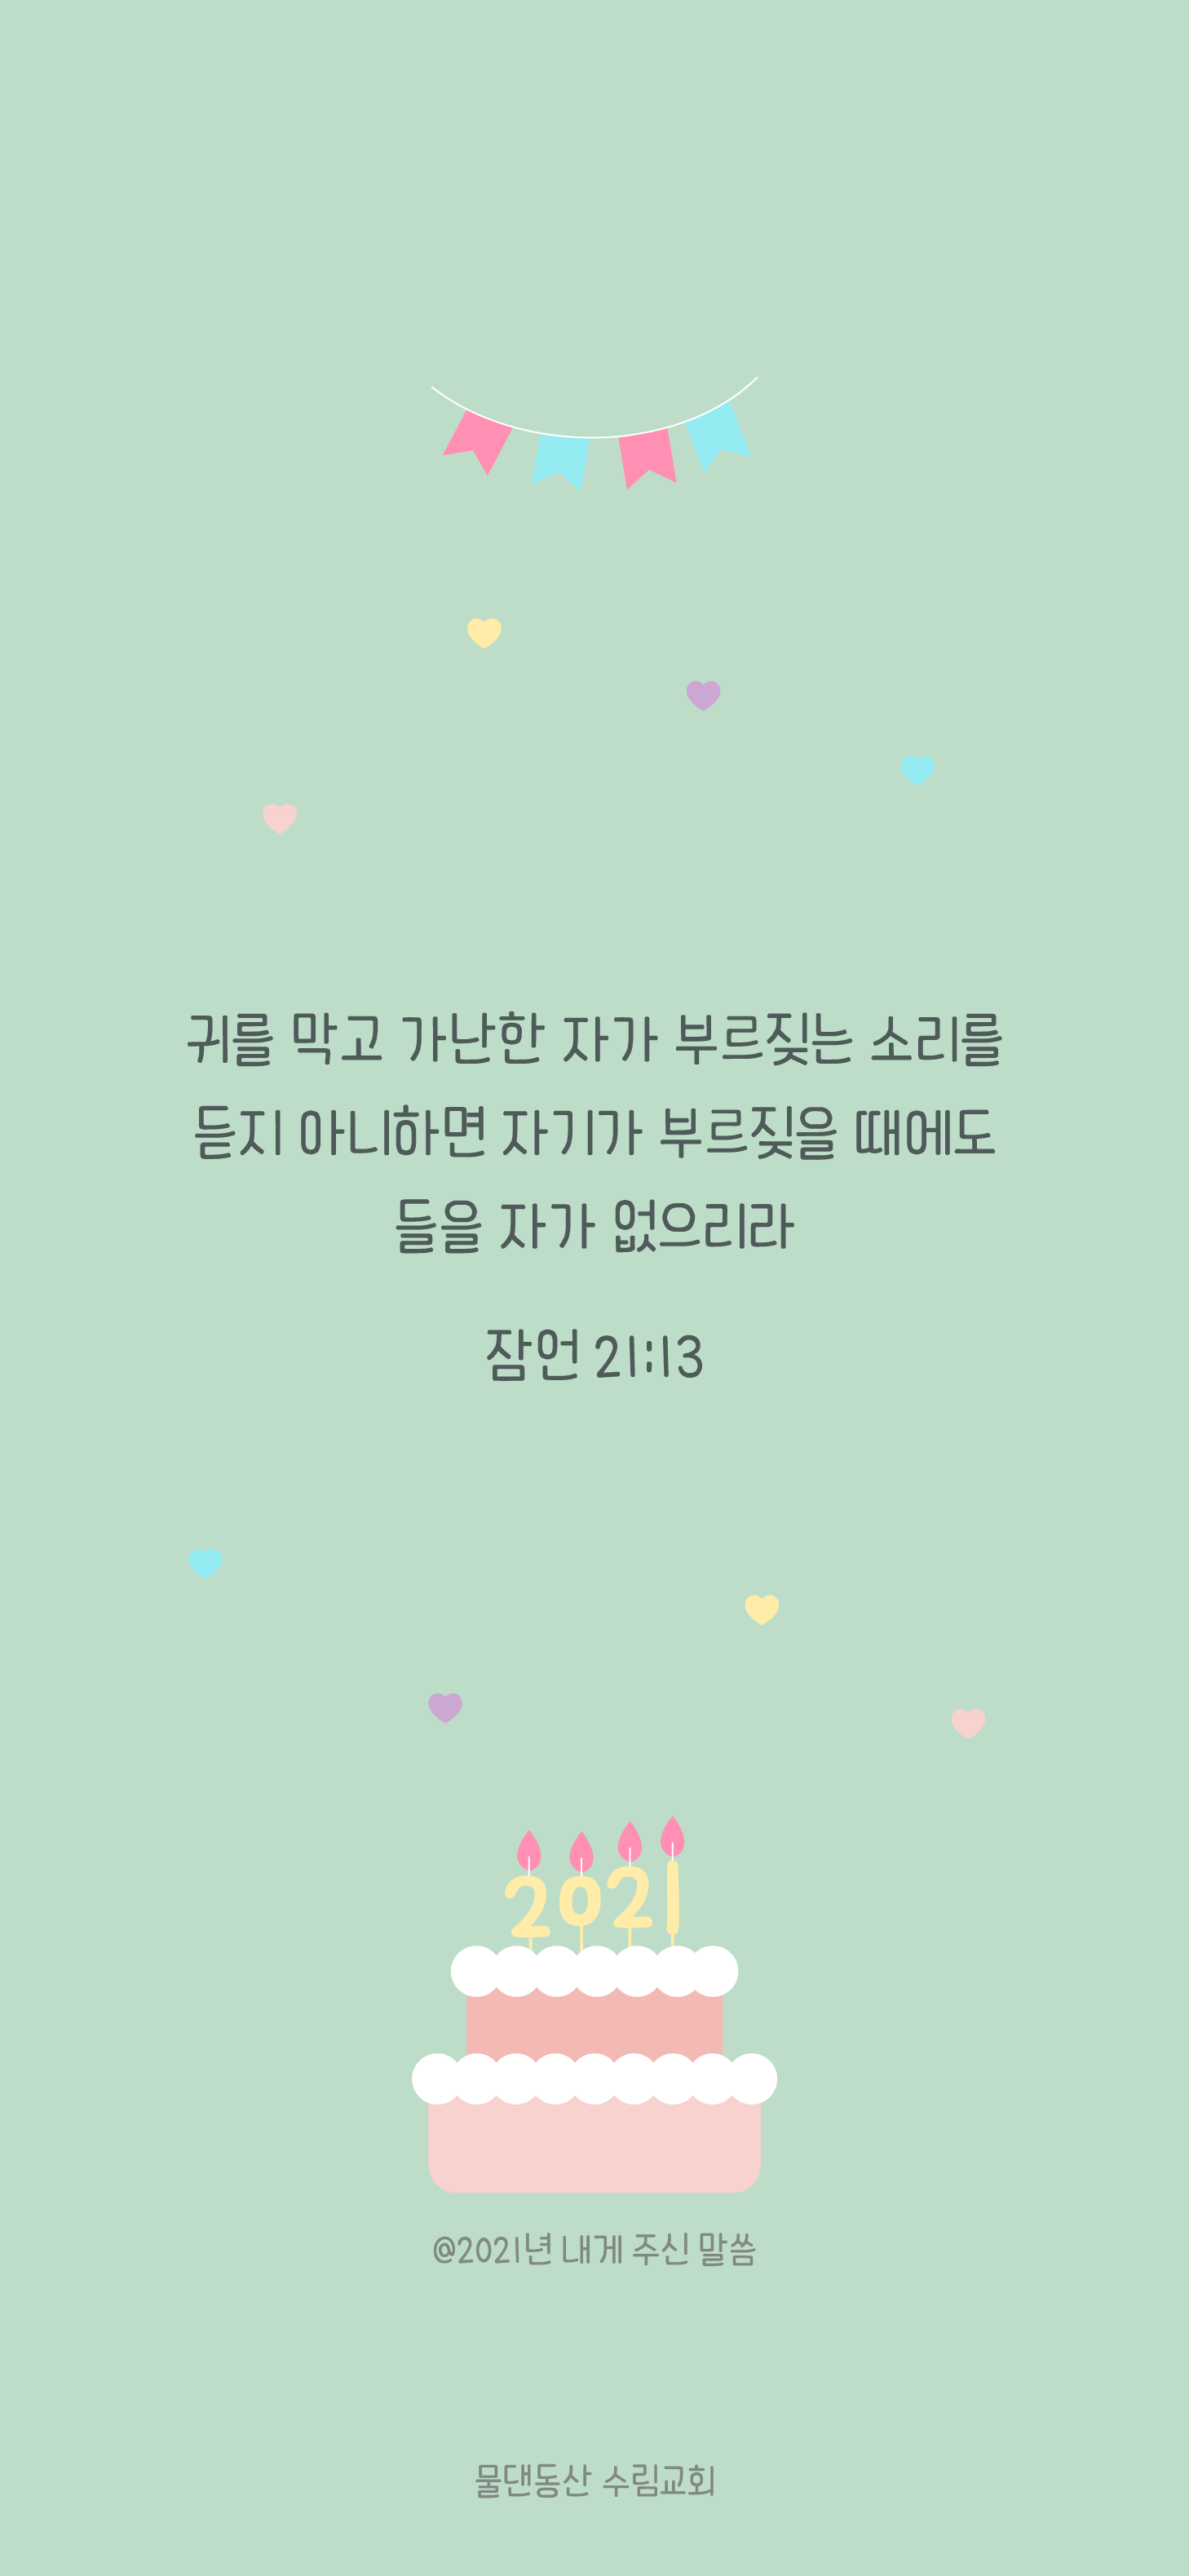 귀를 막고 가난한 자가 부르짖는 소리를
듣지 아니하면 자기가 부르짖을 때에도
들을 자가 없으리라
잠언 21:13
2021
@2021년 내게 주신 말씀
물댄동산 수림교회